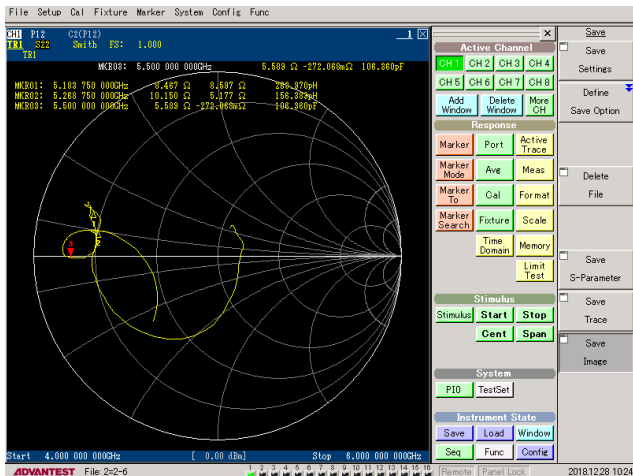 File Setup Cal Fixture Marker System Config Func
CH1 P12 C2(P12)
TR1 S22 Smith FS: 1.000
TR1
MKR03: 5.500 000 000GHz 5.589 Ω -272.068mΩ 106.360pF
MKR01: 5.183 750 000GHz 8.467 Ω 8.597 Ω
MKR02: 5.268 750 000GHz 10.150 Ω 5.177 Ω
MKR03: 5.500 000 000GHz 5.589 Ω -272.068mΩ 106.360pF
3
1
2
Start 4.000 000 000GHz [ 0.00 dBm] Stop 6.000 000 000GHz
Active Channel
CH 1 CH 2 CH 3 CH 4
CH 5 CH 6 CH 7 CH 8
Add Window Delete Window More CH
Response
Marker Port Active Trace
Marker Mode Avg Meas
Marker To Cal Format
Marker Search Fixture Scale
Time Domain Memory
Limit Test
Stimulus
Stimulus Start Stop
Cent Span
System
PIO TestSet
Instrument State
Save Load Window
Seq Func Config
Save
Save
Settings
Define
Save Option
Delete
File
Save
S-Parameter
Save
Trace
Save
Image
ADVANTEST File: 2=2-6
1 2 3 4 5 6 7 8 9 10 11 12 13 14 15 16
Remote Panel Lock
2018.12.28 10:24